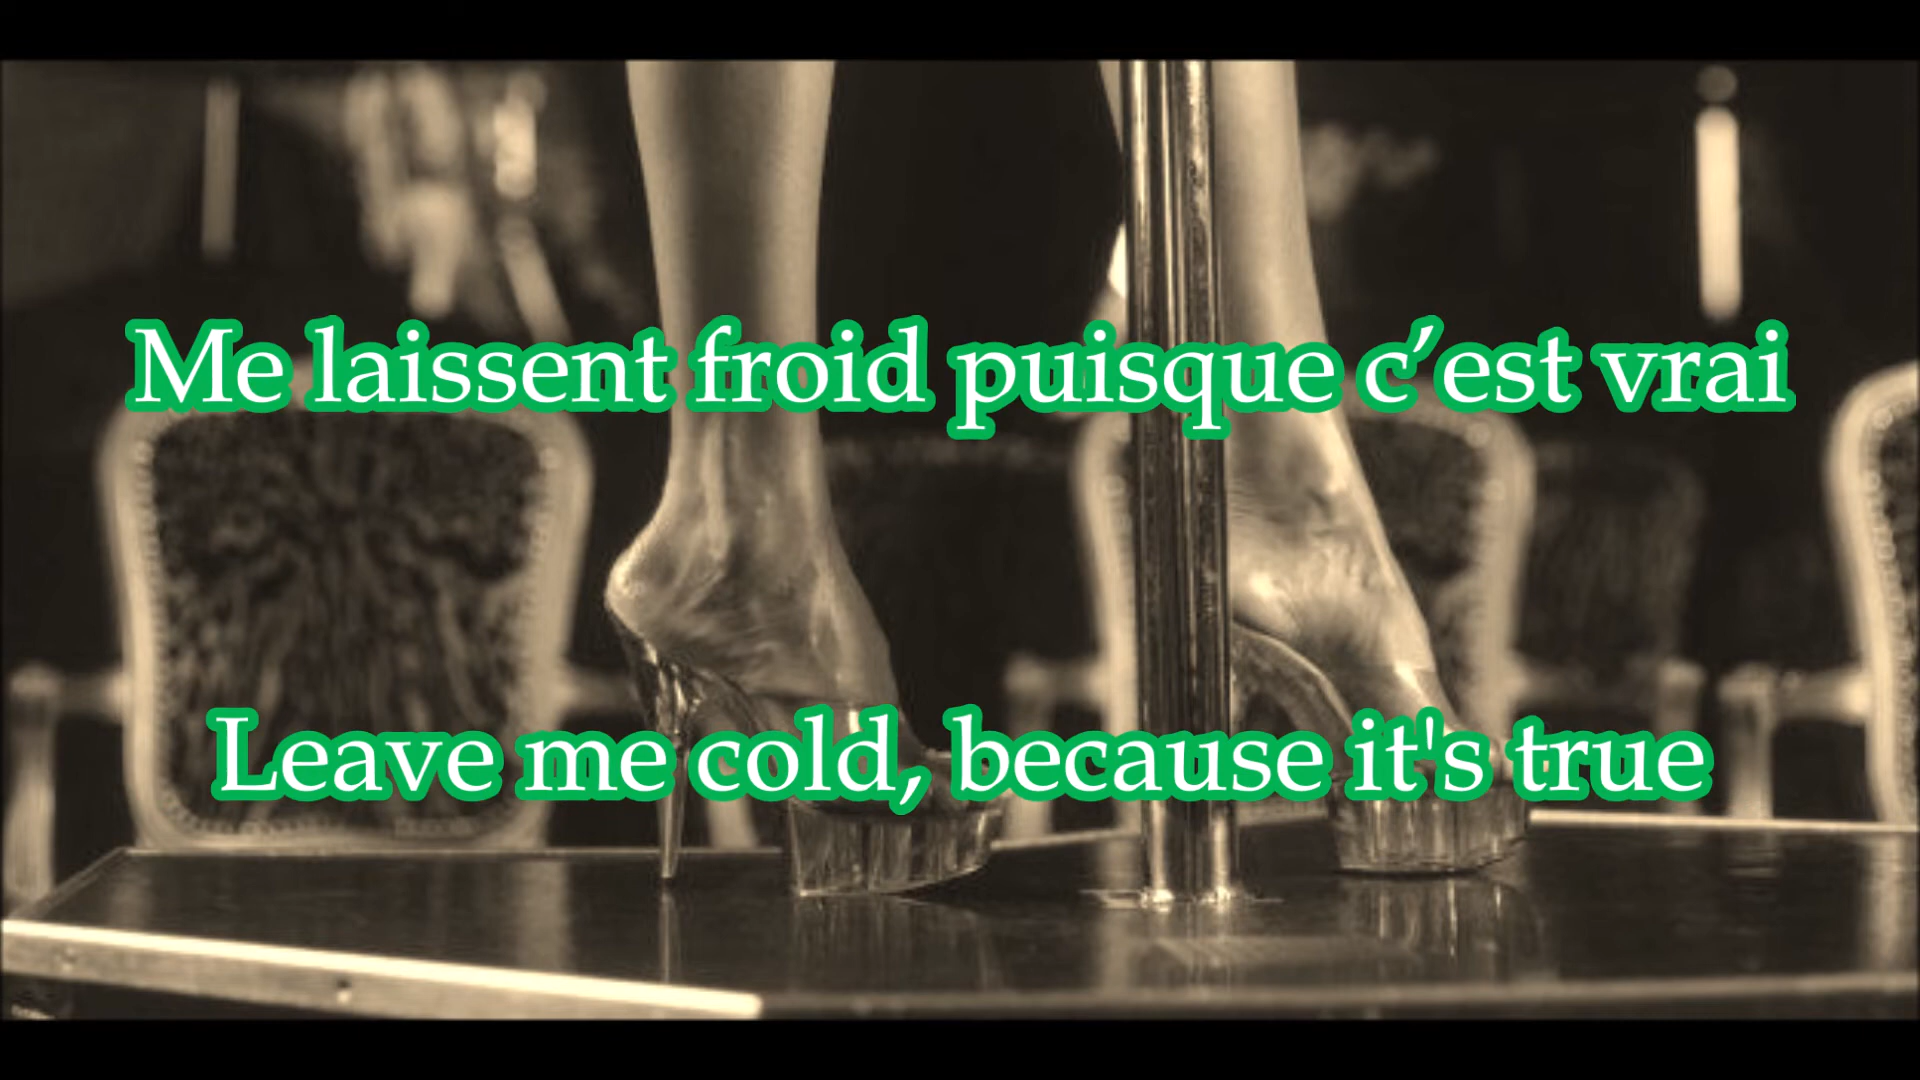 Me laissent froid puisque c’est vrai
Leave me cold, because it's true